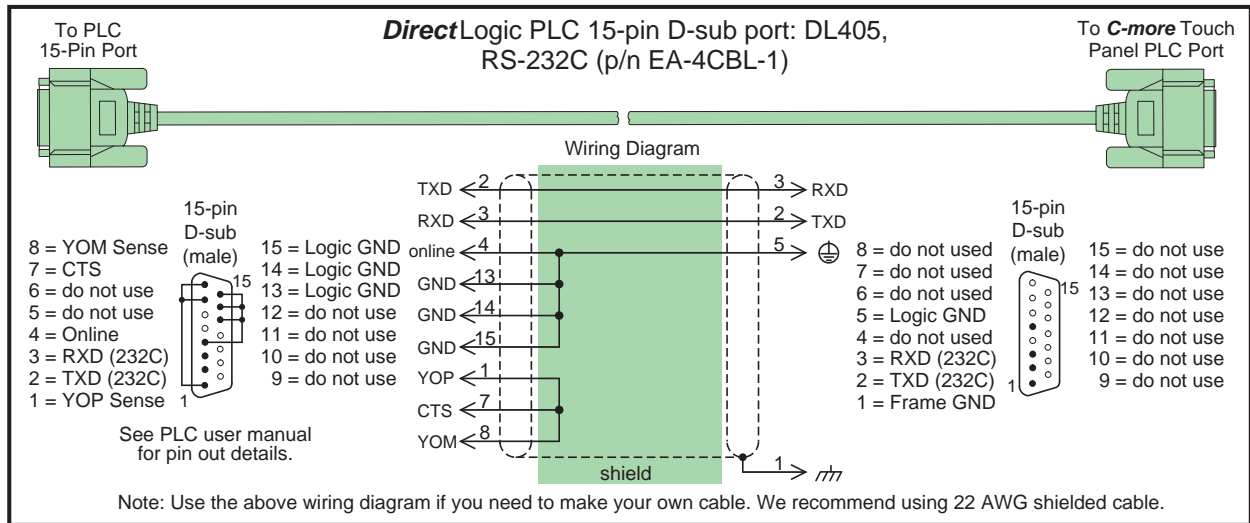 To PLC
15-Pin Port
DirectLogic PLC 15-pin D-sub port: DL405,
RS-232C (p/n EA-4CBL-1)
To C-more Touch
Panel PLC Port
Wiring Diagram
TXD 2 3 RXD
RXD 3 2 TXD
online 4 5
GND 13
GND 14
GND 15
YOP 1
CTS 7
YOM 8
shield
1
15-pin
D-sub
(male)
8 = YOM Sense
7 = CTS
6 = do not use
5 = do not use
4 = Online
3 = RXD (232C)
2 = TXD (232C)
1 = YOP Sense
15
1
15 = Logic GND
14 = Logic GND
13 = Logic GND
12 = do not use
11 = do not use
10 = do not use
9 = do not use
See PLC user manual
for pin out details.
15-pin
D-sub
(male)
8 = do not used
7 = do not used
6 = do not used
5 = Logic GND
4 = do not used
3 = RXD (232C)
2 = TXD (232C)
1 = Frame GND
15
1
15 = do not use
14 = do not use
13 = do not use
12 = do not use
11 = do not use
10 = do not use
9 = do not use
Note: Use the above wiring diagram if you need to make your own cable. We recommend using 22 AWG shielded cable.